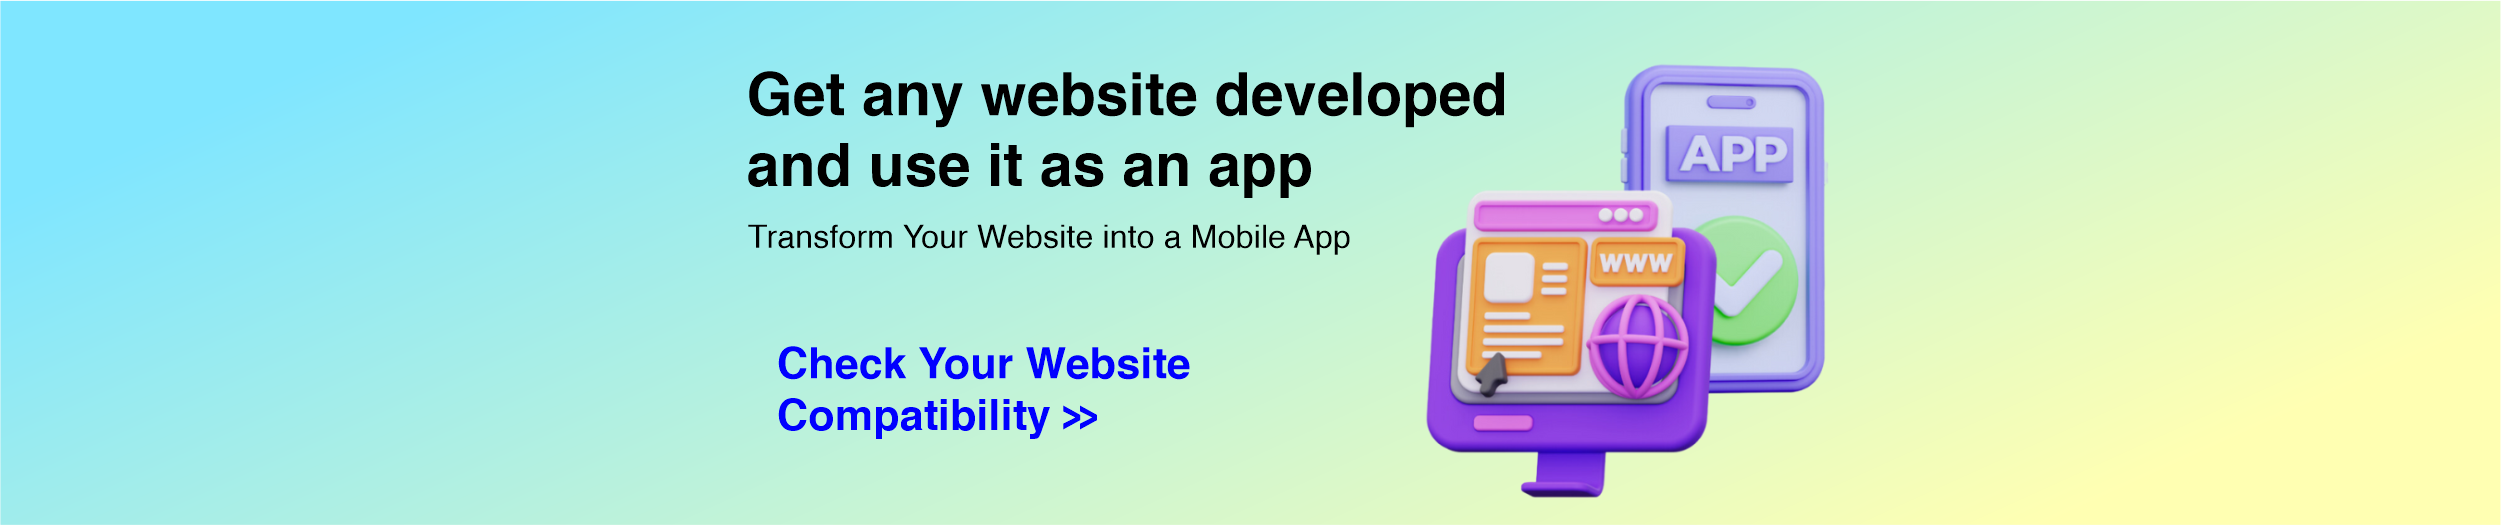 Get any website developed
and use it as an app
Transform Your Website into a Mobile App
Check Your Website
Compatibility >>
APP
WWW